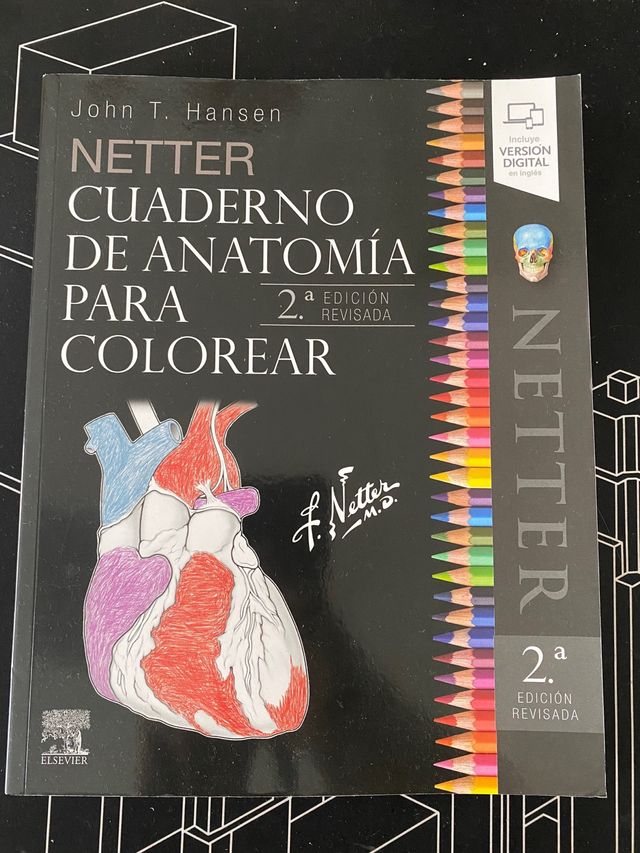 John T. Hansen
NETTER
CUADERNO
DE ANATOMÍA
PARA
COLOREAR
2.ª EDICIÓN
REVISADA
F. Netter
M.D.
ELSEVIER
Incluye
VERSIÓN
DIGITAL
en inglés
NETTER
2.ª
EDICIÓN
REVISADA